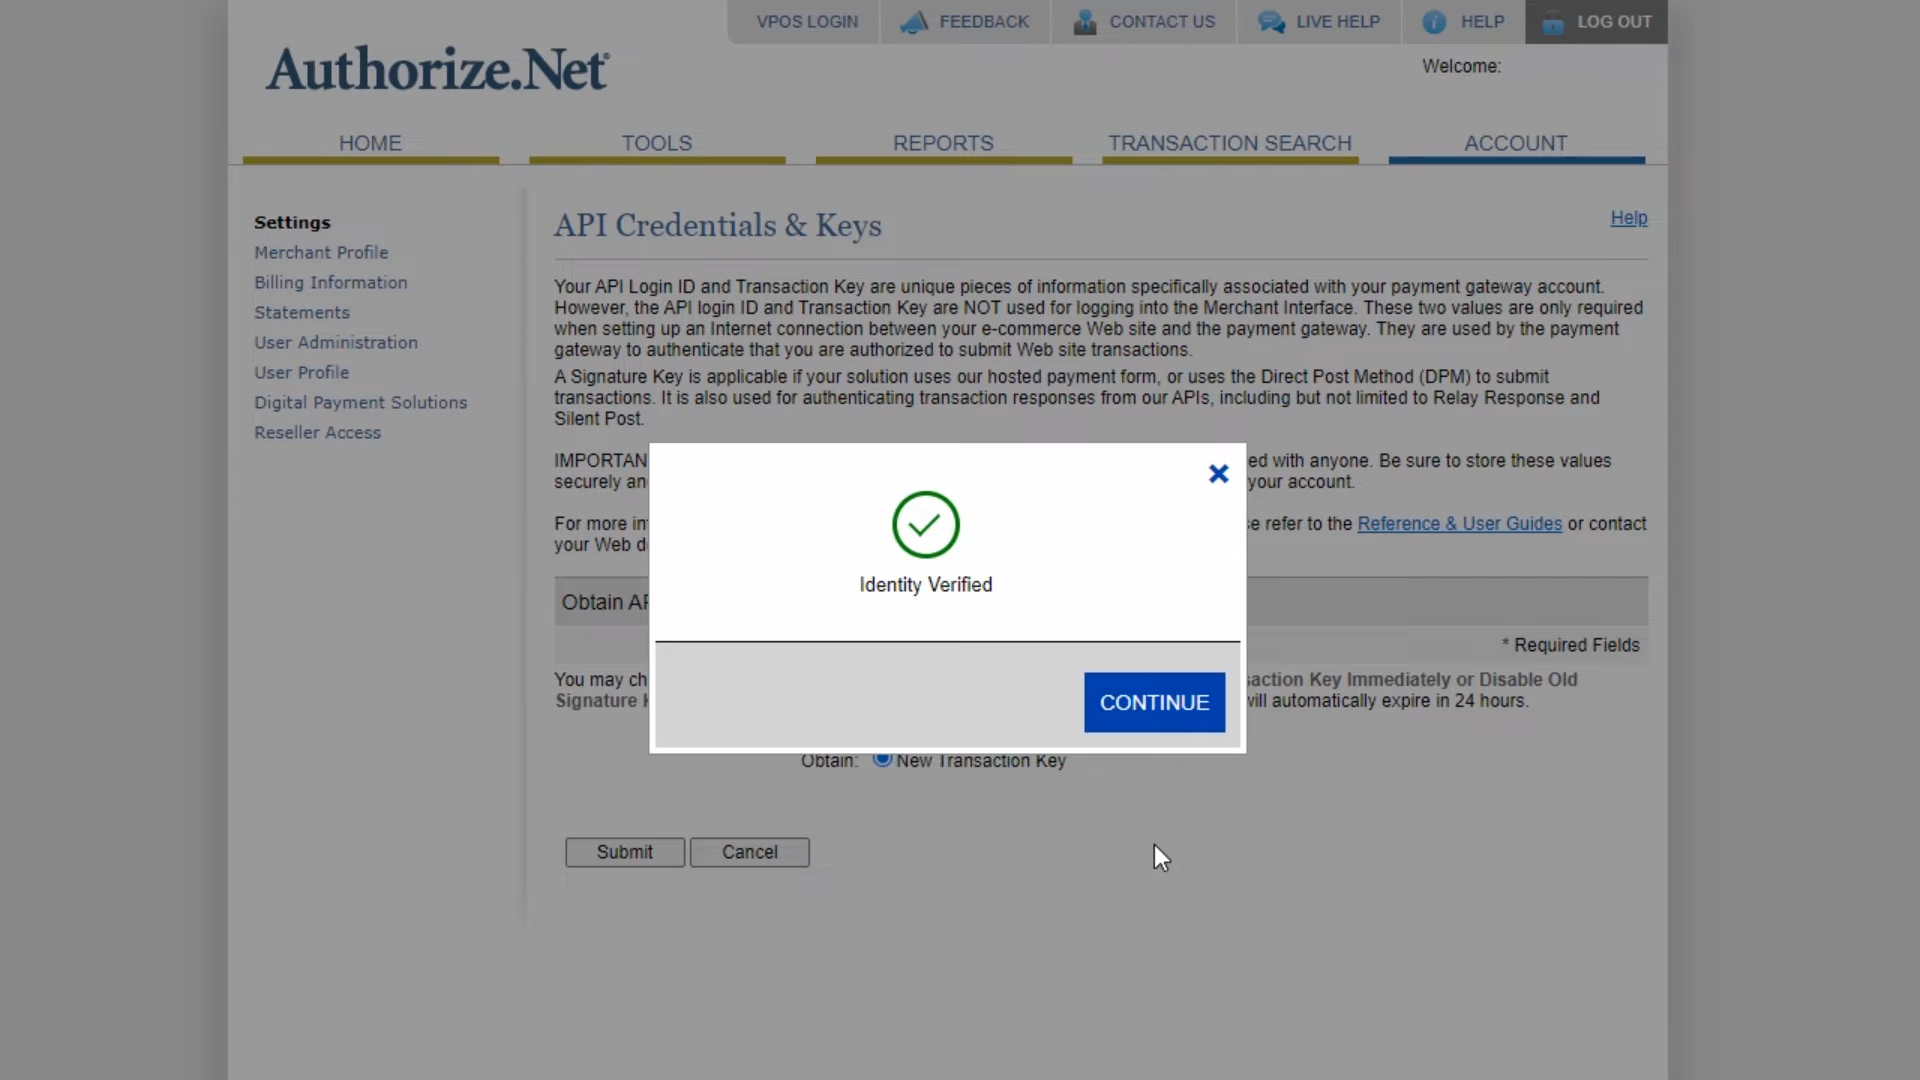 VPOS LOGIN
FEEDBACK
CONTACT US
LIVE HELP
HELP
LOG OUT
Authorize.Net
Welcome:
HOME
TOOLS
REPORTS
TRANSACTION SEARCH
ACCOUNT
Settings
Merchant Profile
Billing Information
Statements
User Administration
User Profile
Digital Payment Solutions
Reseller Access
API Credentials & Keys
Help
Your API Login ID and Transaction Key are unique pieces of information specifically associated with your payment gateway account.
However, the API login ID and Transaction Key are NOT used for logging into the Merchant Interface. These two values are only required
when setting up an Internet connection between your e-commerce Web site and the payment gateway. They are used by the payment
gateway to authenticate that you are authorized to submit Web site transactions.
A Signature Key is applicable if your solution uses our hosted payment form, or uses the Direct Post Method (DPM) to submit
transactions. It is also used for authenticating transaction responses from our APIs, including but not limited to Relay Response and
Silent Post.
IMPORTAN ed with anyone. Be sure to store these values
securely an your account.
For more in e refer to the Reference & User Guides or contact
your Web d
Obtain AP
* Required Fields
You may ch saction Key Immediately or Disable Old
Signature K will automatically expire in 24 hours.
Identity Verified
CONTINUE
Obtain: New Transaction Key
Submit
Cancel